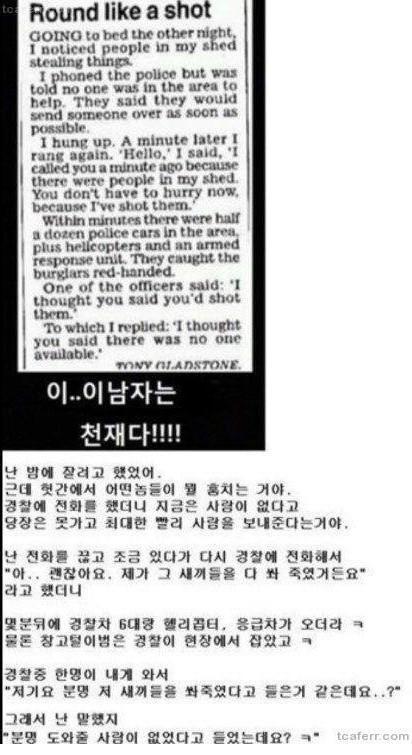 tcaferr.com
Round like a shot
GOING to bed the other night,
I noticed people in my shed
stealing things.
I phoned the police but was
told no one was in the area to
help. They said they would
send someone over as soon as
possible.
I hung up. A minute later I
rang again. 'Hello,' I said, 'I
called you a minute ago because
there were people in my shed.
You don't have to hurry now,
because I've shot them.'
Within minutes there were half
a dozen police cars in the area,
plus helicopters and an armed
response unit. They caught the
burglars red-handed.
One of the officers said: 'I
thought you said you'd shot
them.'
To which I replied: 'I thought
you said there was no one
available.'
TONY GLADSTONE.
이..이남자는
천재다!!!!
난 밤에 잘려고 했었어.
근데 헛간에서 어떤놈들이 뭘 훔치는 거야.
경찰에 전화를 했더니 지금은 사람이 없다고
당장은 못가고 최대한 빨리 사람을 보내준다는거야.
난 전화를 끊고 조금 있다가 다시 경찰에 전화해서
"아.. 괜찮아요. 제가 그 새끼들을 다 쏴 죽였거든요"
라고 했더니
몇분뒤에 경찰차 6대랑 헬리콥터, 응급차가 오더라 ㅋ
물론 창고털이범은 경찰이 현장에서 잡았고 ㅋ
경찰중 한명이 내게 와서
"저기요 분명 저 새끼들을 쏴죽였다고 들은거 같은데요..?"
그래서 난 말했지
"분명 도와줄 사람이 없었다고 들었는데요? ㅋ"
tcaferr.com